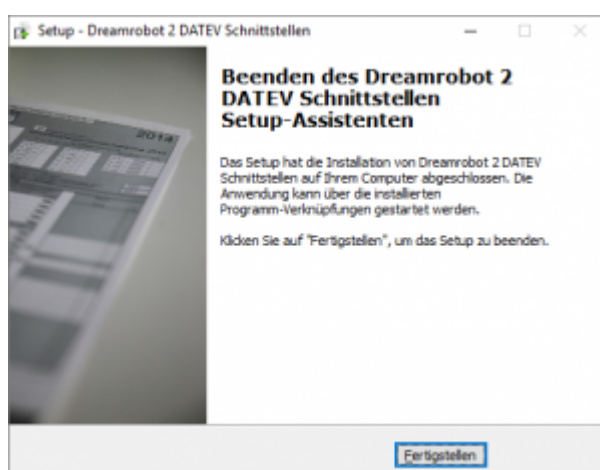 Setup - Dreamrobot 2 DATEV Schnittstellen
Beenden des Dreamrobot 2
DATEV Schnittstellen
Setup-Assistenten
Das Setup hat die Installation von Dreamrobot 2 DATEV
Schnittstellen auf Ihrem Computer abgeschlossen. Die
Anwendung kann über die installierten
Programm-Verknüpfungen gestartet werden.
Klicken Sie auf "Fertigstellen", um das Setup zu beenden.
2014
Fertigstellen